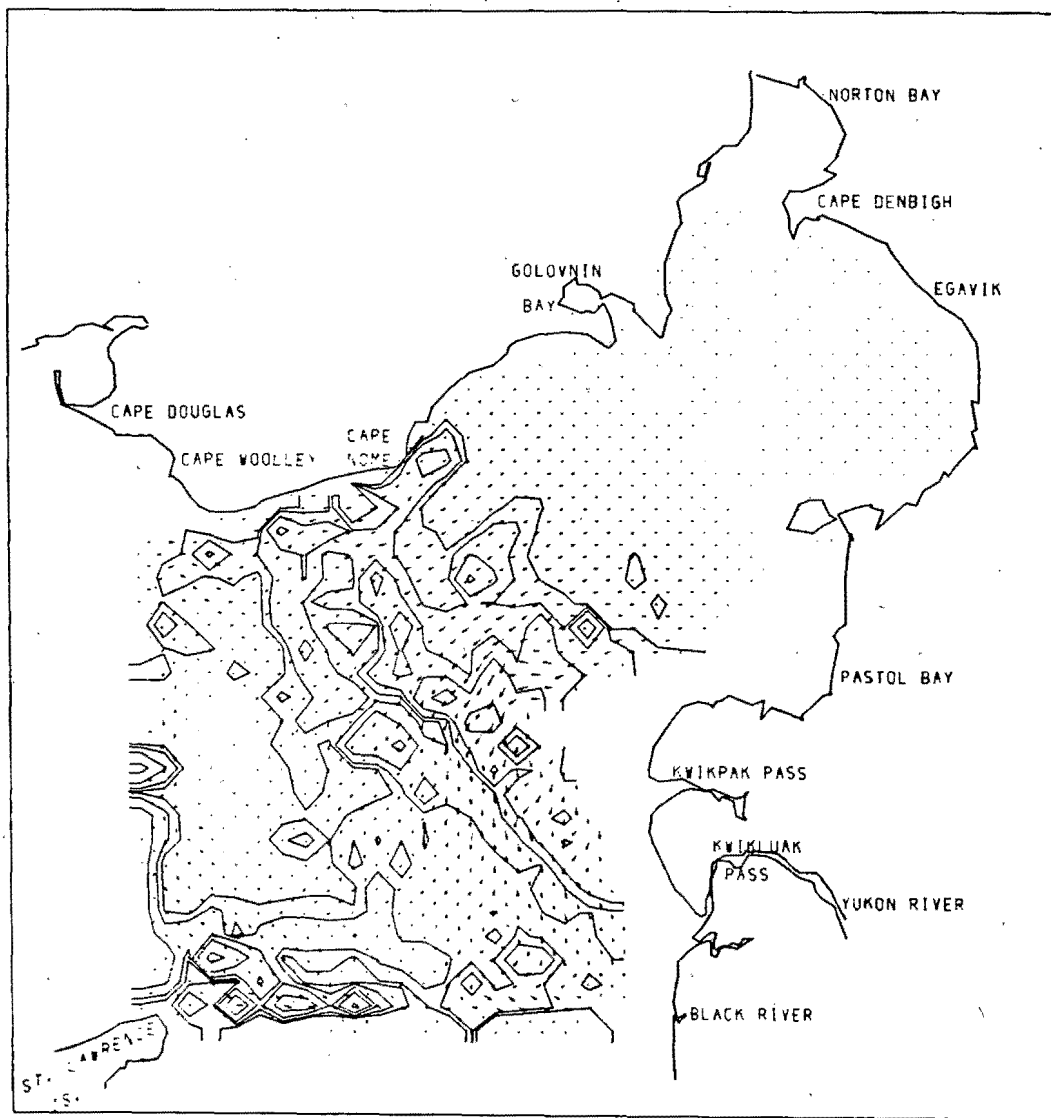 NORTON BAY
CAPE DENBIGH
GOLOVNIN
BAY
EGAVIK
CAPE DOUGLAS
CAPE
NOME
CAPE WOOLLEY
PASTOL BAY
KWIKPAK PASS
KWIKLUAK
PASS
YUKON RIVER
BLACK RIVER
ST. LAWRENCE
IS.